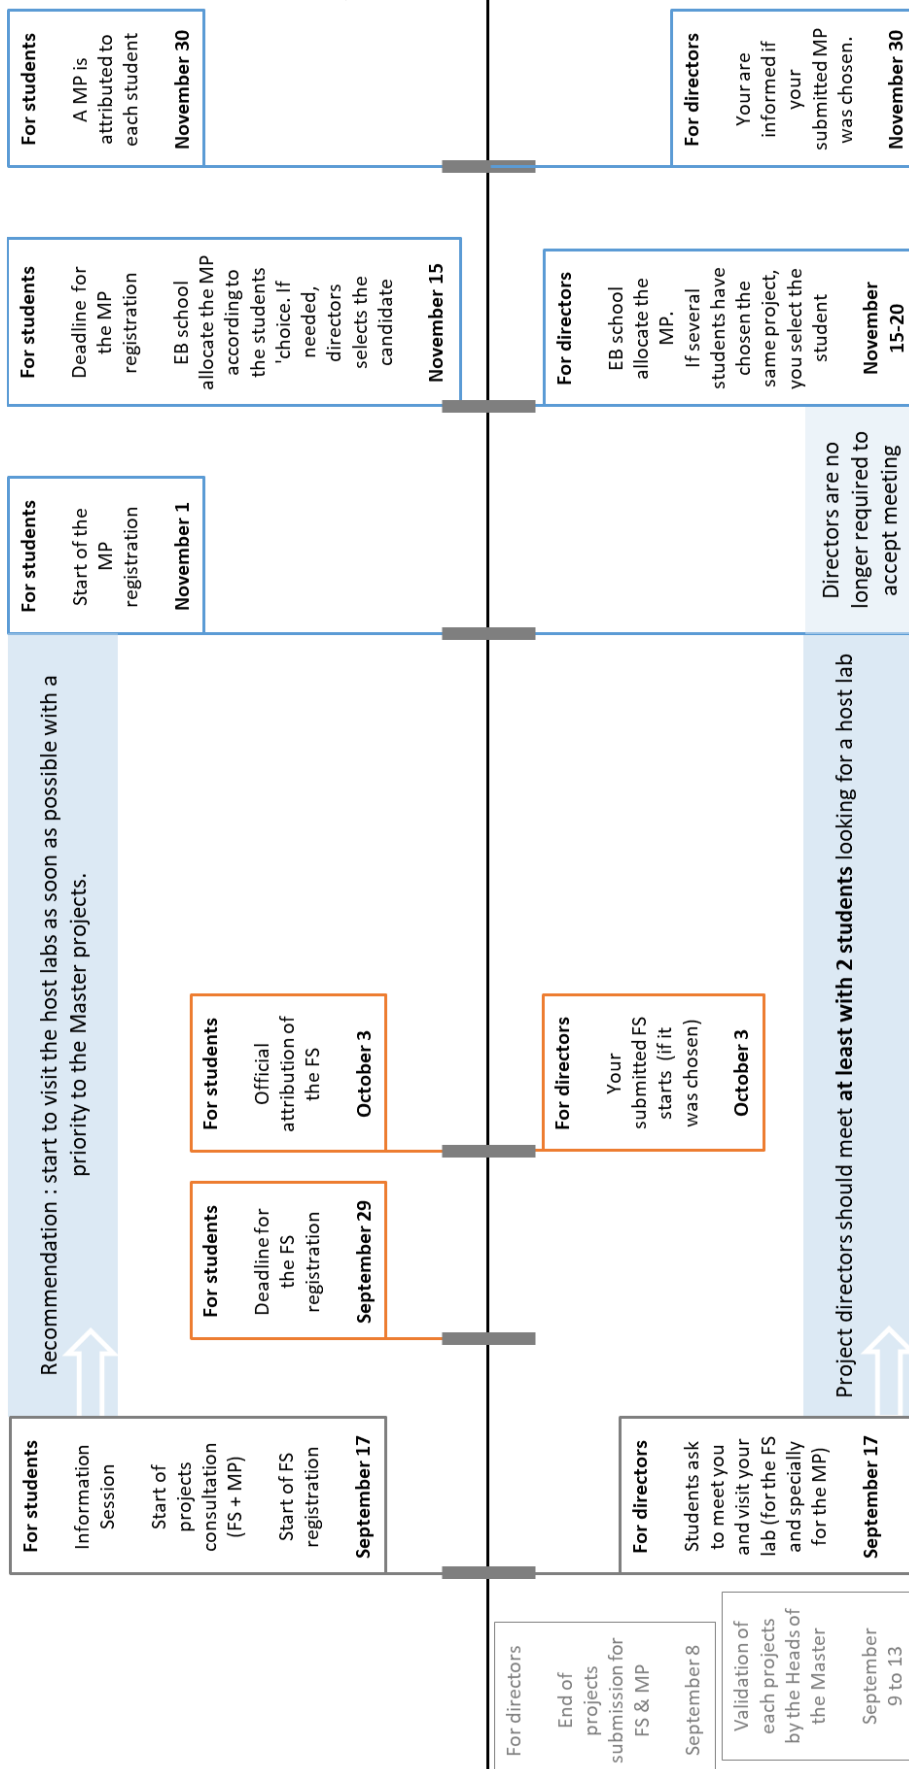 For directors
End of
projects
submission for
FS & MP
September 8
Validation of
each projects
by the Heads of
the Master
September
9 to 13
For students
Information
Session
Start of
projects
consultation
(FS + MP)
Start of FS
registration
September 17
For directors
Students ask
to meet you
and visit your
lab (for the FS
and specially
for the MP)
September 17
Recommendation : start to visit the host labs as soon as possible with a
priority to the Master projects.
For students
Deadline for
the FS
registration
September 29
For students
Official
attribution of
the FS
October 3
For directors
Your
submitted FS
starts (if it
was chosen)
October 3
Project directors should meet at least with 2 students looking for a host lab
For students
Start of the
MP
registration
November 1
Directors are no
longer required to
accept meeting
For students
Deadline for
the MP
registration
EB school
allocate the MP
according to
the students
'choice. If
needed,
directors
selects the
candidate
November 15
For directors
EB school
allocate the
MP.
If several
students have
chosen the
same project,
you select the
student
November
15-20
For students
A MP is
attributed to
each student
November 30
For directors
Your are
informed if
your
submitted MP
was chosen.
November 30